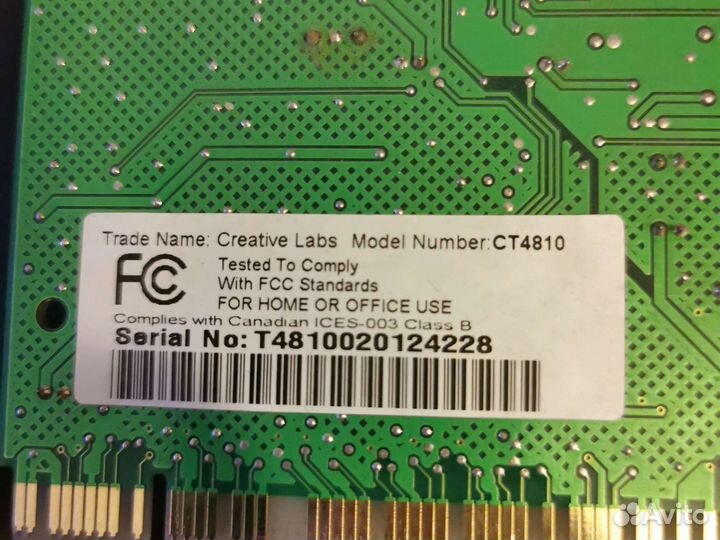 Trade Name: Creative Labs Model Number:CT4810
FC Tested To Comply
With FCC Standards
FOR HOME OR OFFICE USE
Complies with Canadian ICES-003 Class B
Serial No: T4810020124228
Avito